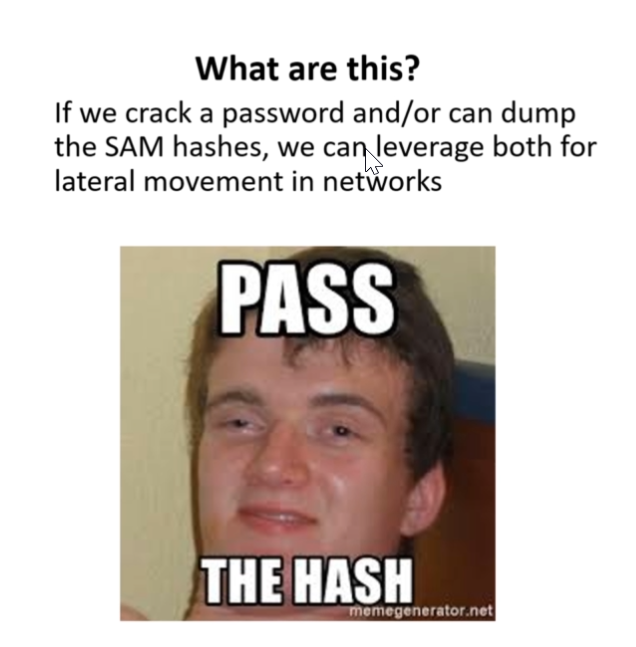 What are this?
If we crack a password and/or can dump
the SAM hashes, we can leverage both for
lateral movement in networks
PASS
THE HASH
memegenerator.net